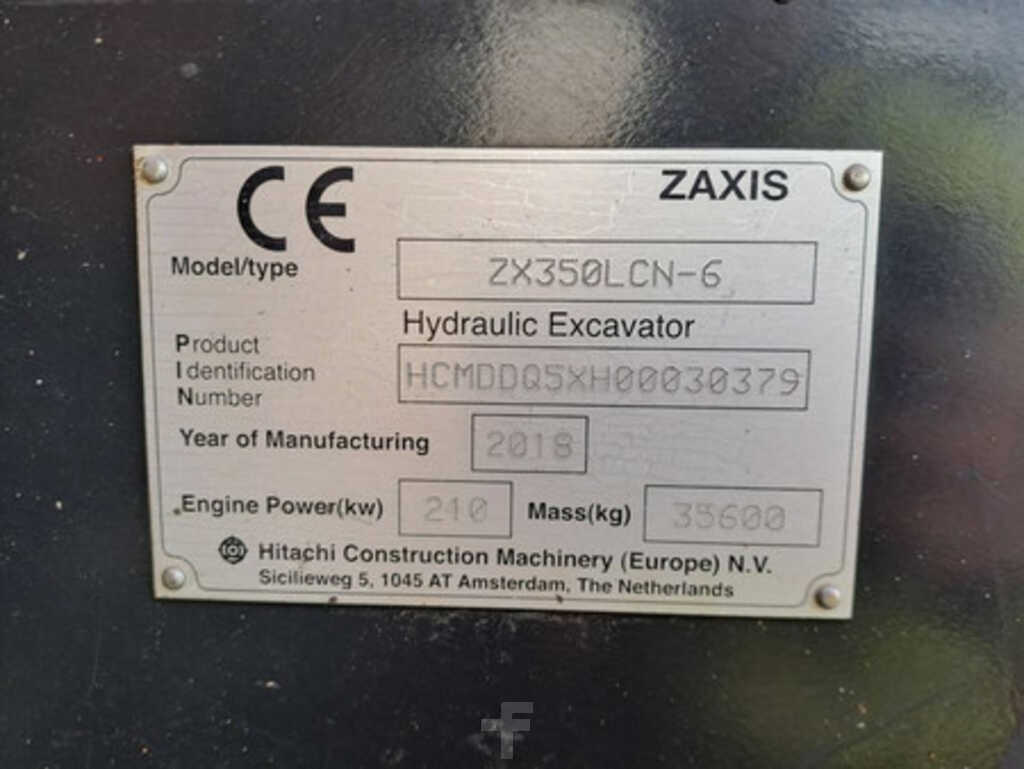 CE ZAXIS
Model/type ZX350LCN-6
Hydraulic Excavator
Product
Identification HCMDDQ5XH00030379
Number
Year of Manufacturing 2018
Engine Power(kw) 210 Mass(kg) 35600
Hitachi Construction Machinery (Europe) N.V.
Sicilieweg 5, 1045 AT Amsterdam, The Netherlands
F